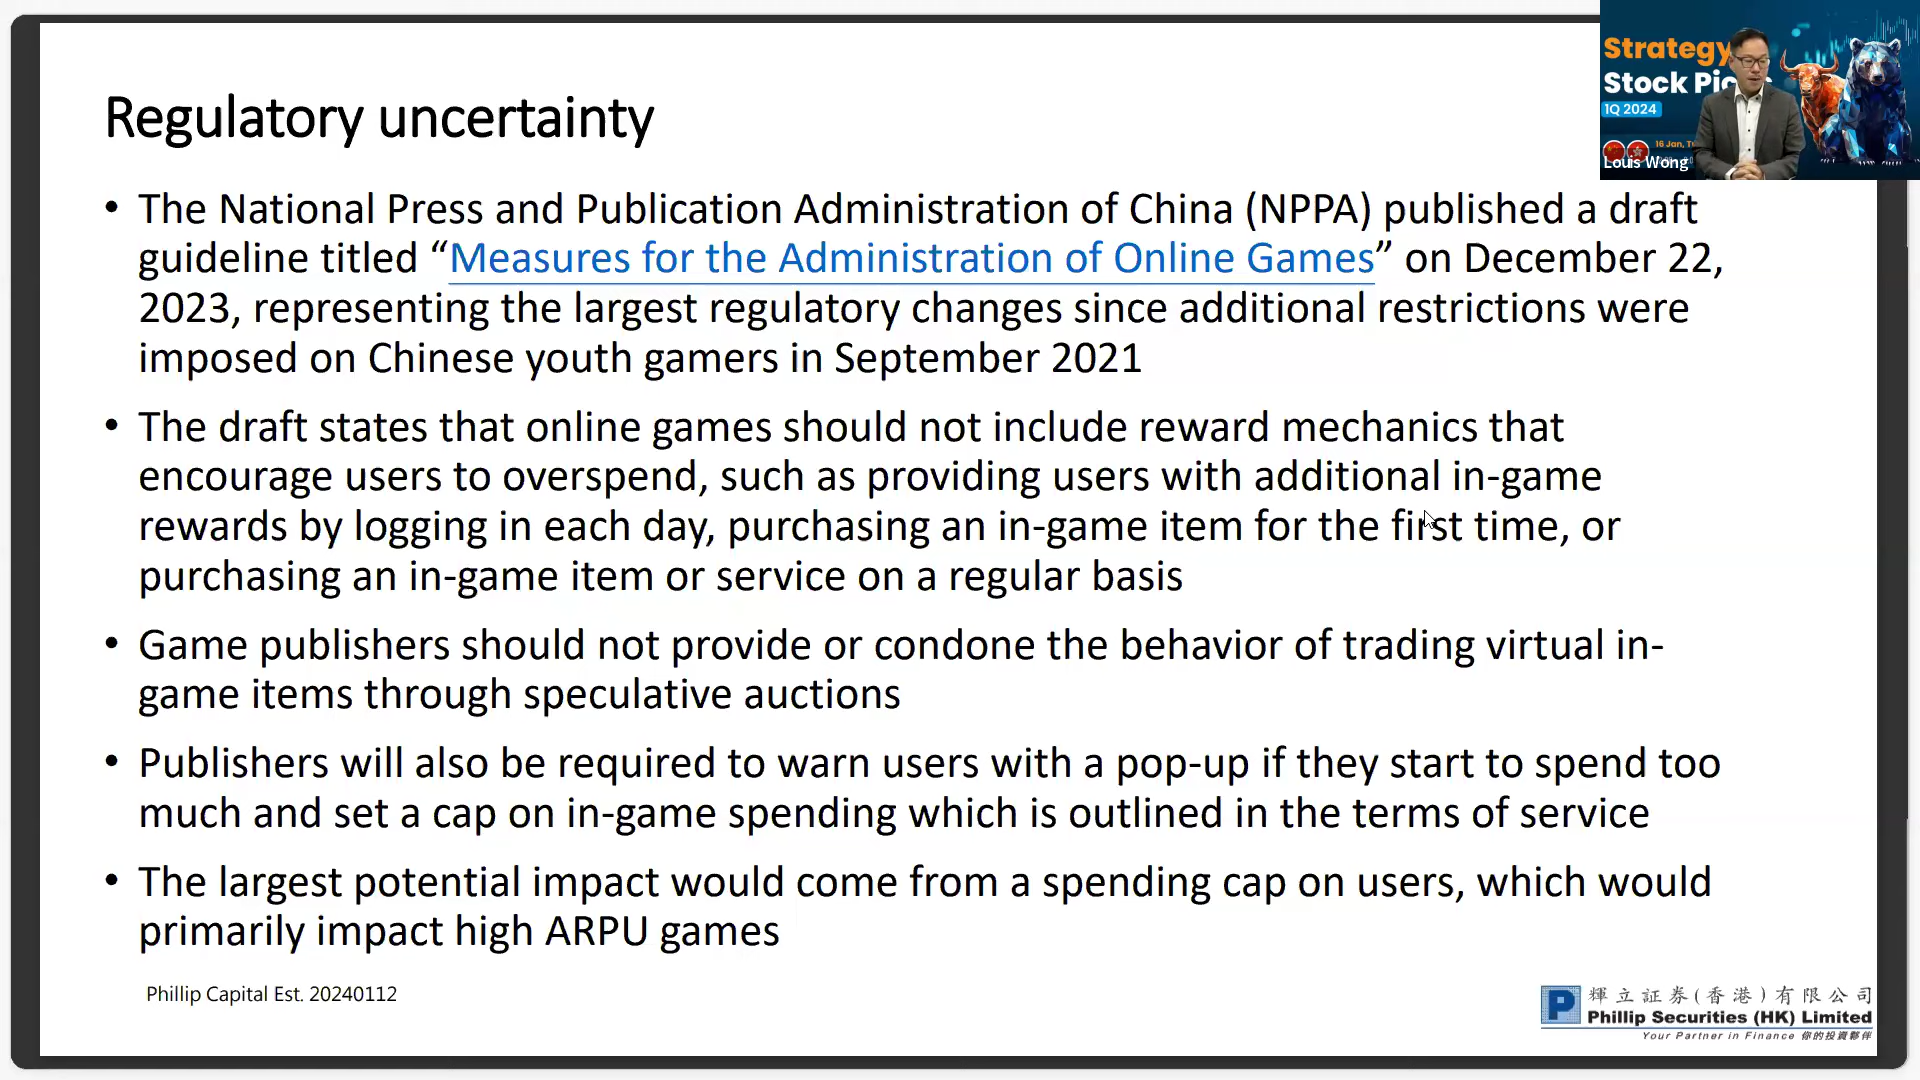 Regulatory uncertainty
• The National Press and Publication Administration of China (NPPA) published a draft
guideline titled “Measures for the Administration of Online Games” on December 22,
2023, representing the largest regulatory changes since additional restrictions were
imposed on Chinese youth gamers in September 2021
• The draft states that online games should not include reward mechanics that
encourage users to overspend, such as providing users with additional in-game
rewards by logging in each day, purchasing an in-game item for the first time, or
purchasing an in-game item or service on a regular basis
• Game publishers should not provide or condone the behavior of trading virtual in-
game items through speculative auctions
• Publishers will also be required to warn users with a pop-up if they start to spend too
much and set a cap on in-game spending which is outlined in the terms of service
• The largest potential impact would come from a spending cap on users, which would
primarily impact high ARPU games
Phillip Capital Est. 20240112
輝立証券(香港)有限公司
Phillip Securities (HK) Limited
Your Partner in Finance 你的投資夥伴
Strategy
Stock Pic
1Q 2024
16 Jan,
Louis Wong